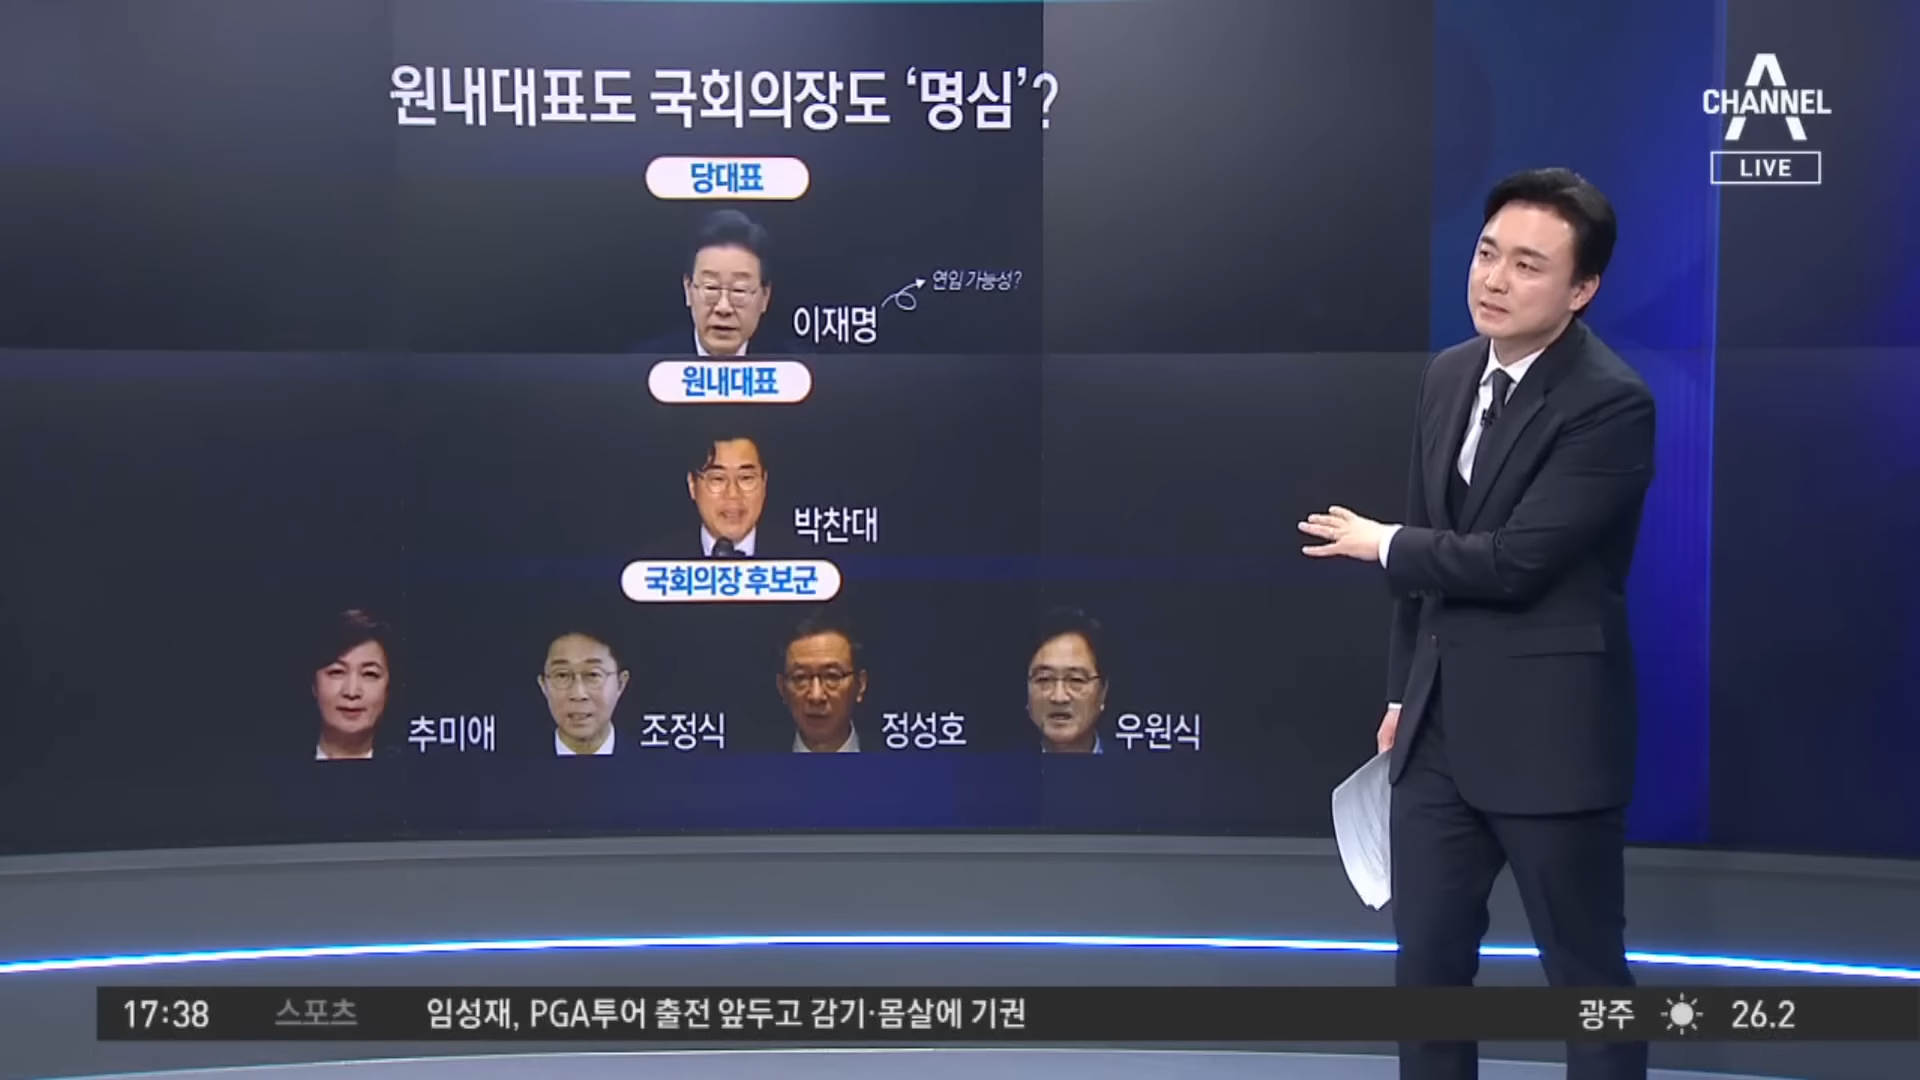 원내대표도 국회의장도 ‘명심’?
CHANNEL A
LIVE
당대표
이재명
연임 가능성?
원내대표
박찬대
국회의장 후보군
추미애
조정식
정성호
우원식
17:38 스포츠 임성재, PGA투어 출전 앞두고 감기·몸살에 기권 광주 26.2